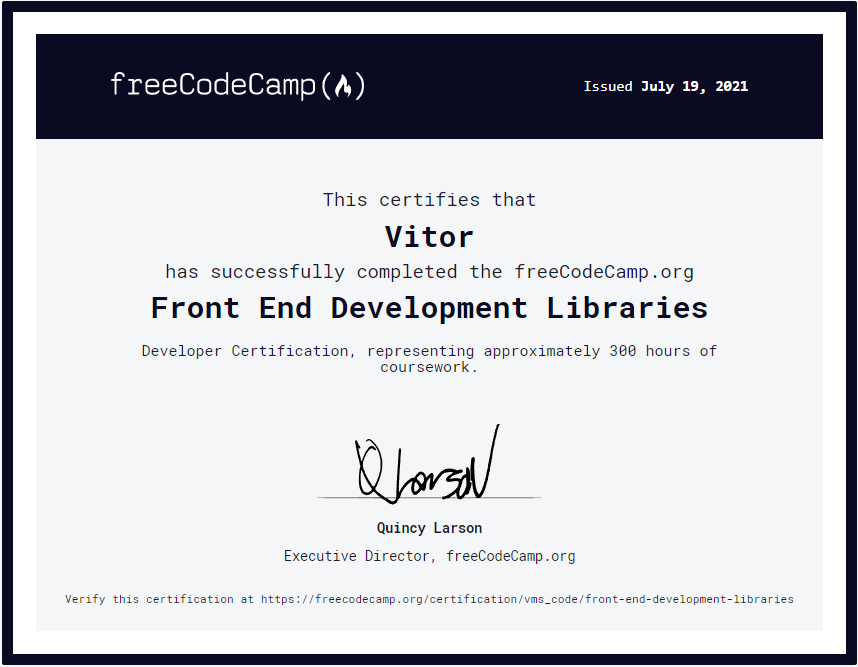 freeCodeCamp(🔥)
Issued July 19, 2021
This certifies that
Vitor
has successfully completed the freeCodeCamp.org
Front End Development Libraries
Developer Certification, representing approximately 300 hours of
coursework.
Q Larson
Quincy Larson
Executive Director, freeCodeCamp.org
Verify this certification at https://freecodecamp.org/certification/vms_code/front-end-development-libraries